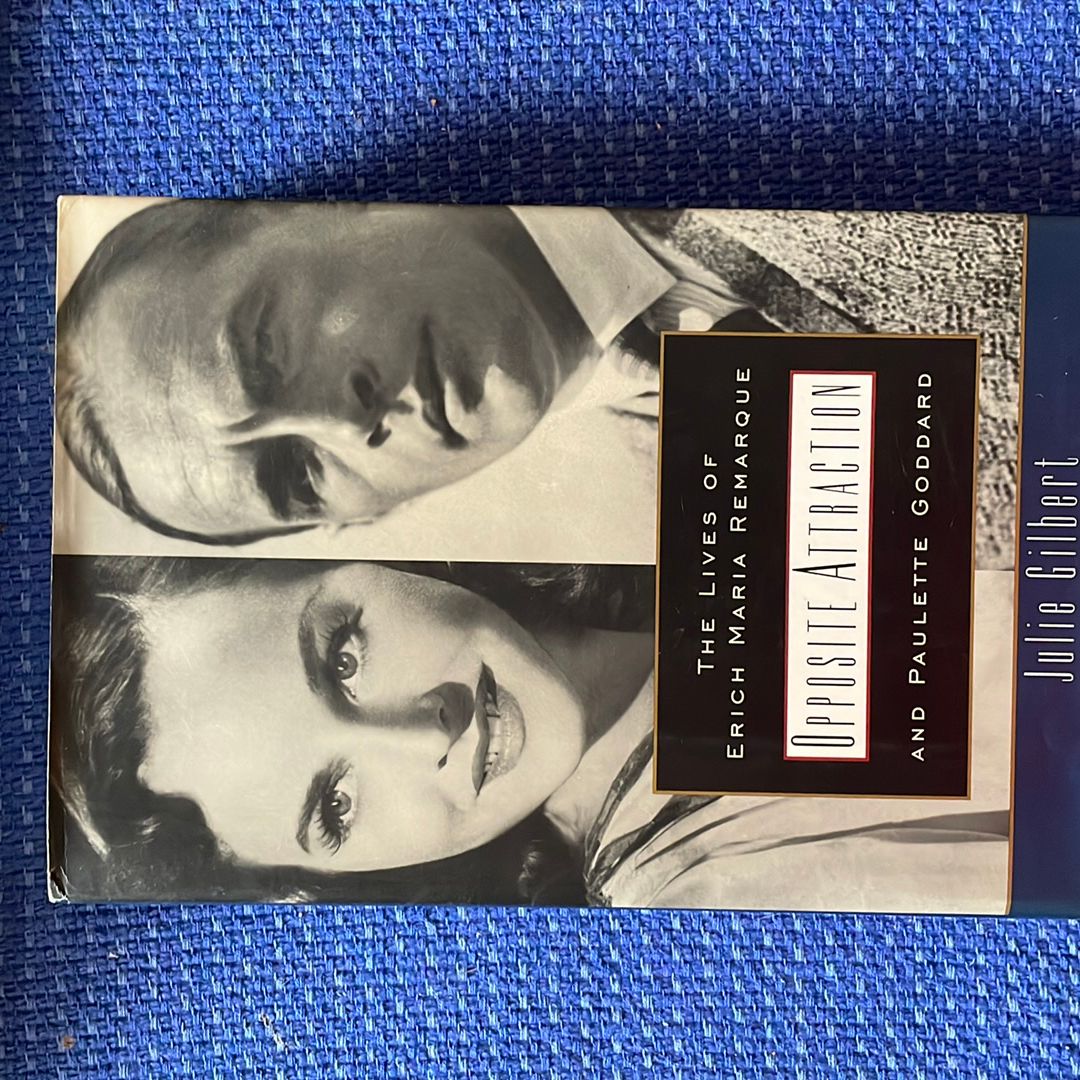 THE LIVES OF
ERICH MARIA REMARQUE
OPPOSITE ATTRACTION
AND PAULETTE GODDARD
Julie Gilbert